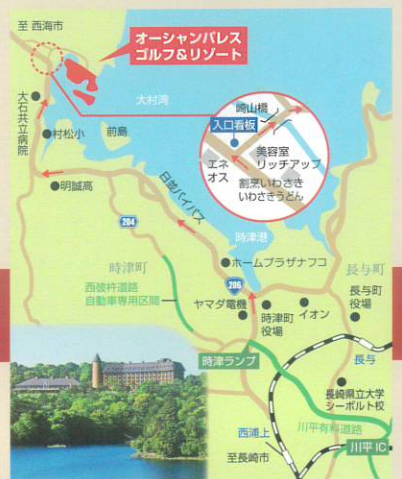 至 西海市
オーシャンパレス
ゴルフ&リゾート
大村湾
崎山橋
入口看板
大石共立病院
村松小
前島
エネ
オス
美容室
リッチアップ
割烹いわさき
いわさきうどん
明誠高
日並バイパス
204
時津港
時津町
ホームプラザナフコ
長与町
西彼杵道路
自動車専用区間
206
ヤマダ電機
時津町
役場
イオン
長与町
役場
時津ランプ
長与
長崎県立大学
シーボルト校
西浦上
川平有料道路
至長崎市
川平 IC